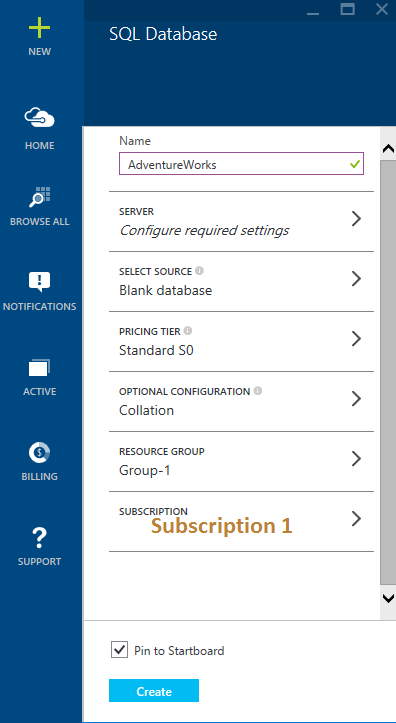 SQL Database
NEW
HOME
BROWSE ALL
NOTIFICATIONS
ACTIVE
BILLING
SUPPORT
Name
AdventureWorks
SERVER
Configure required settings
SELECT SOURCE
Blank database
PRICING TIER
Standard S0
OPTIONAL CONFIGURATION
Collation
RESOURCE GROUP
Group-1
SUBSCRIPTION
Subscription 1
Pin to Startboard
Create